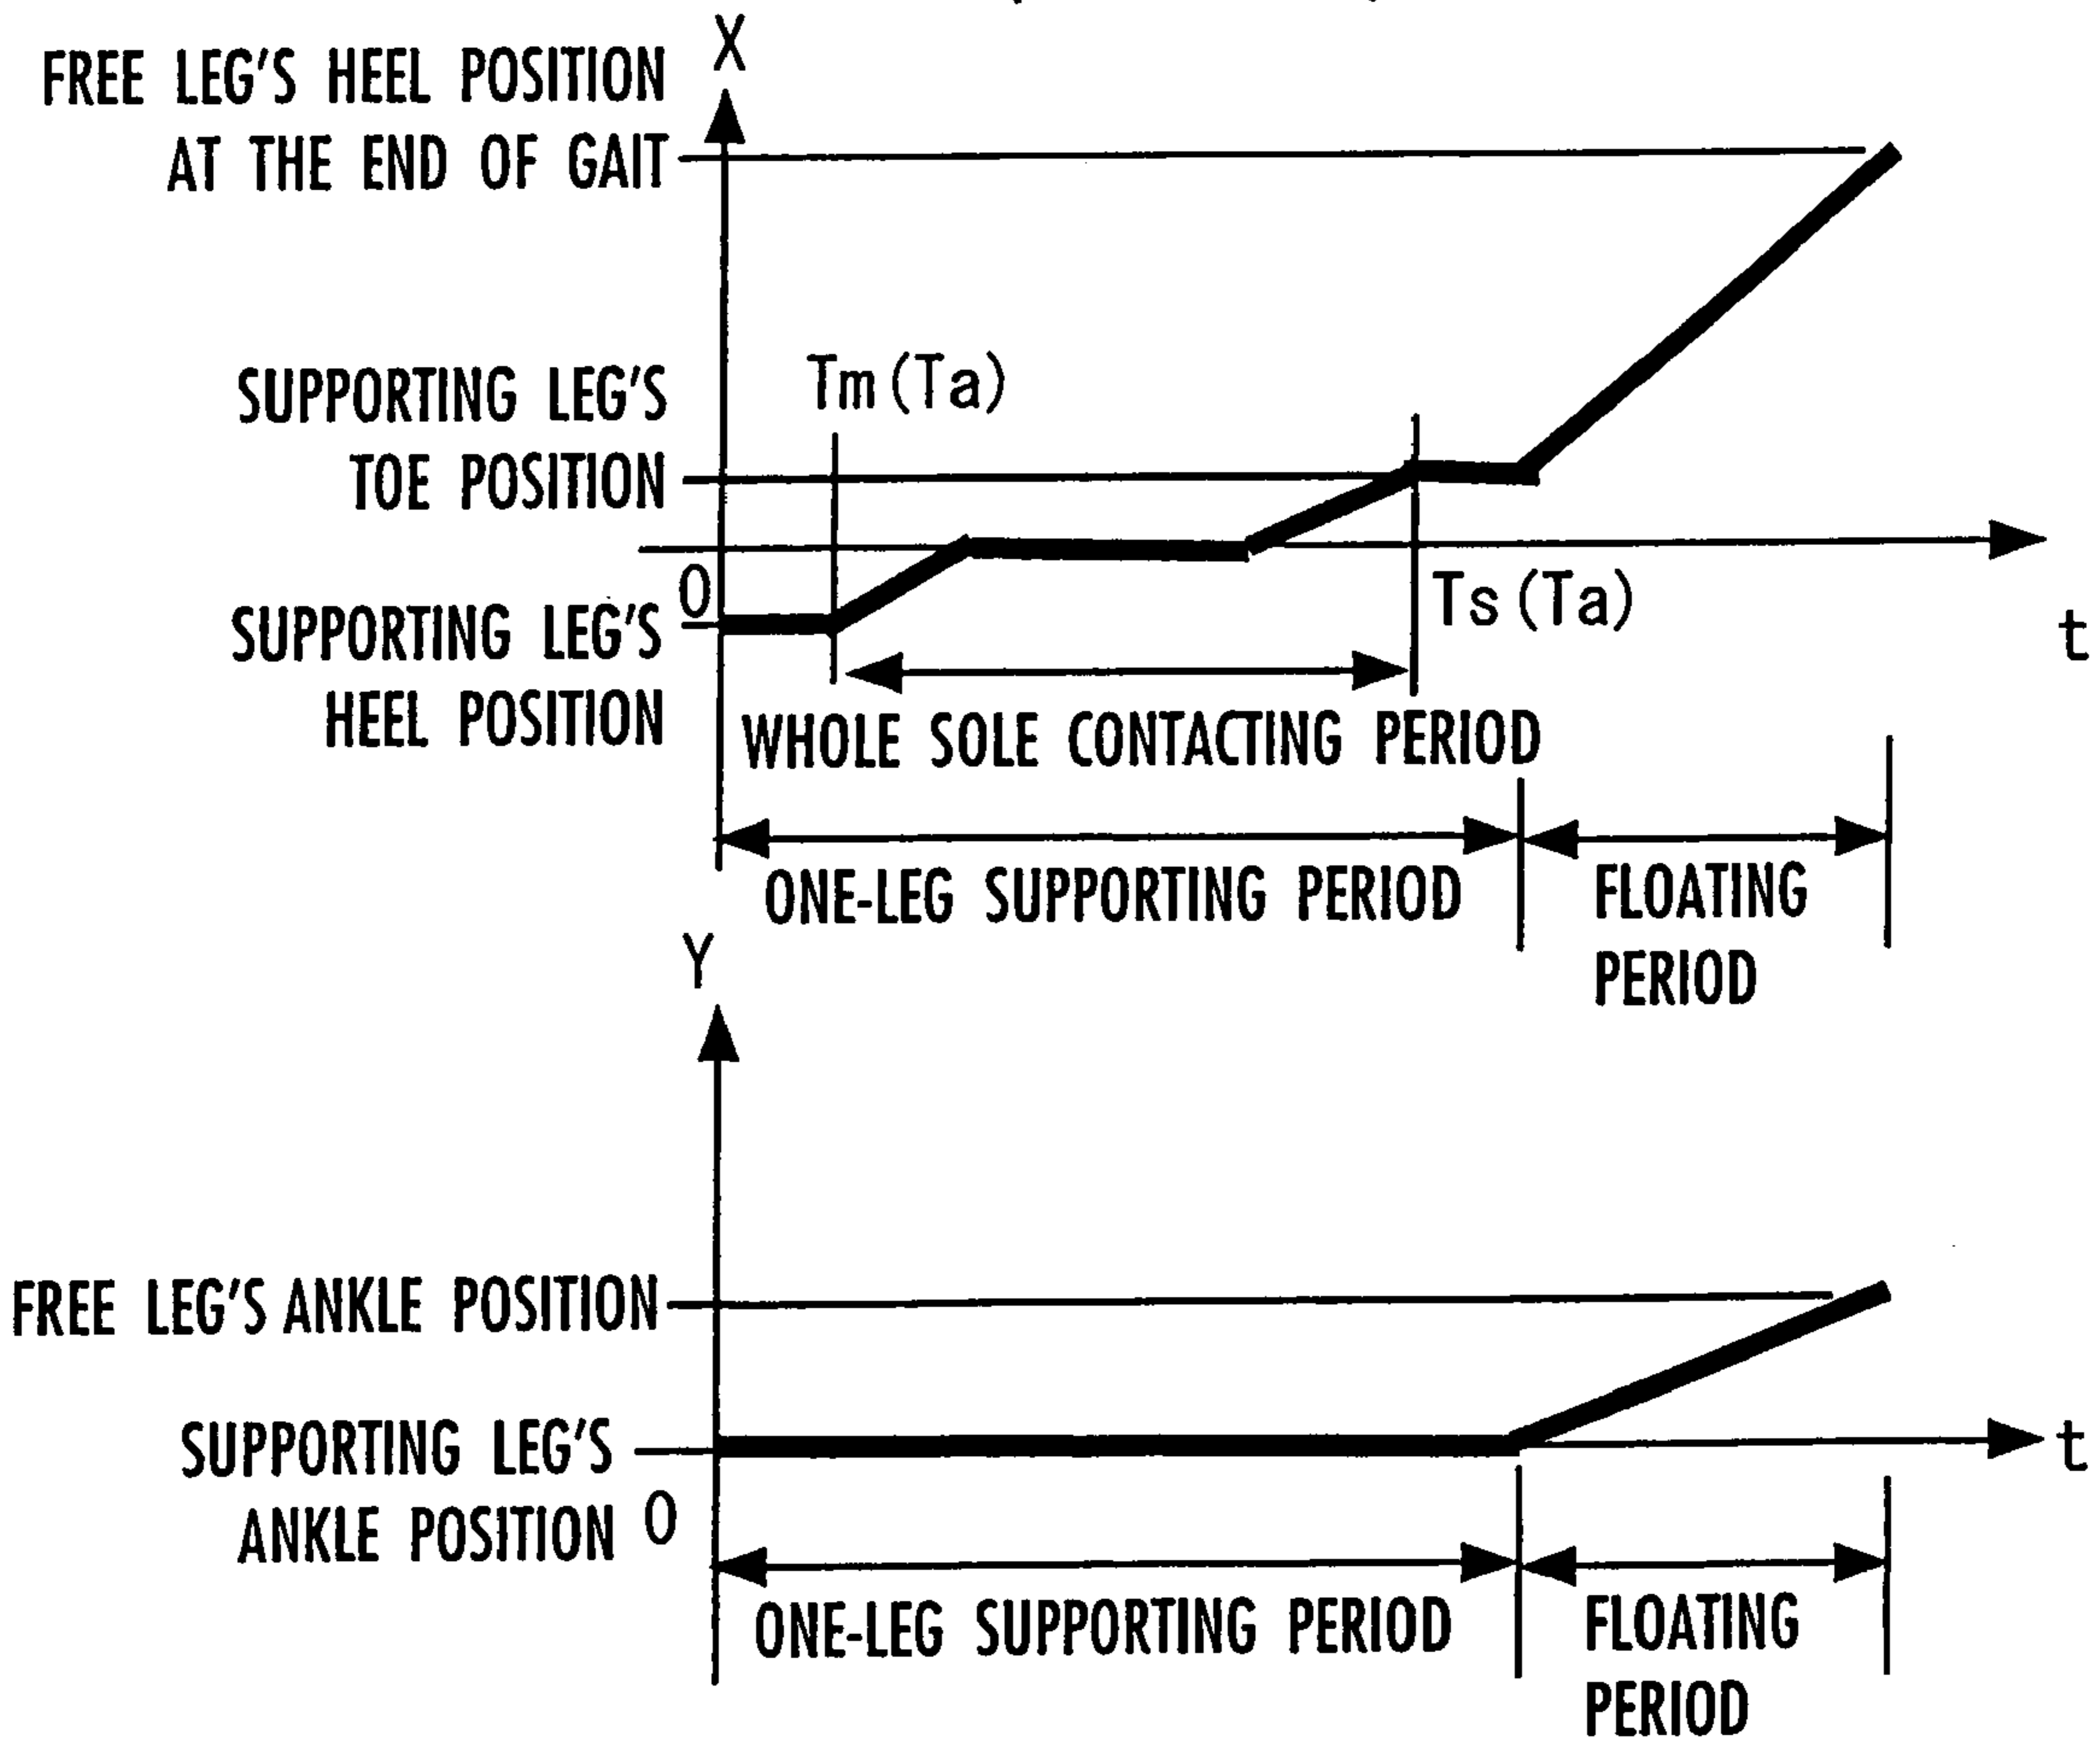 X
FREE LEG'S HEEL POSITION
AT THE END OF GAIT
SUPPORTING LEG'S
TOE POSITION
Tm (Ta)
0
SUPPORTING LEG'S
HEEL POSITION
Ts (Ta)
t
WHOLE SOLE CONTACTING PERIOD
ONE-LEG SUPPORTING PERIOD
FLOATING
PERIOD
Y
FREE LEG'S ANKLE POSITION
SUPPORTING LEG'S
ANKLE POSITION
0
t
ONE-LEG SUPPORTING PERIOD
FLOATING
PERIOD